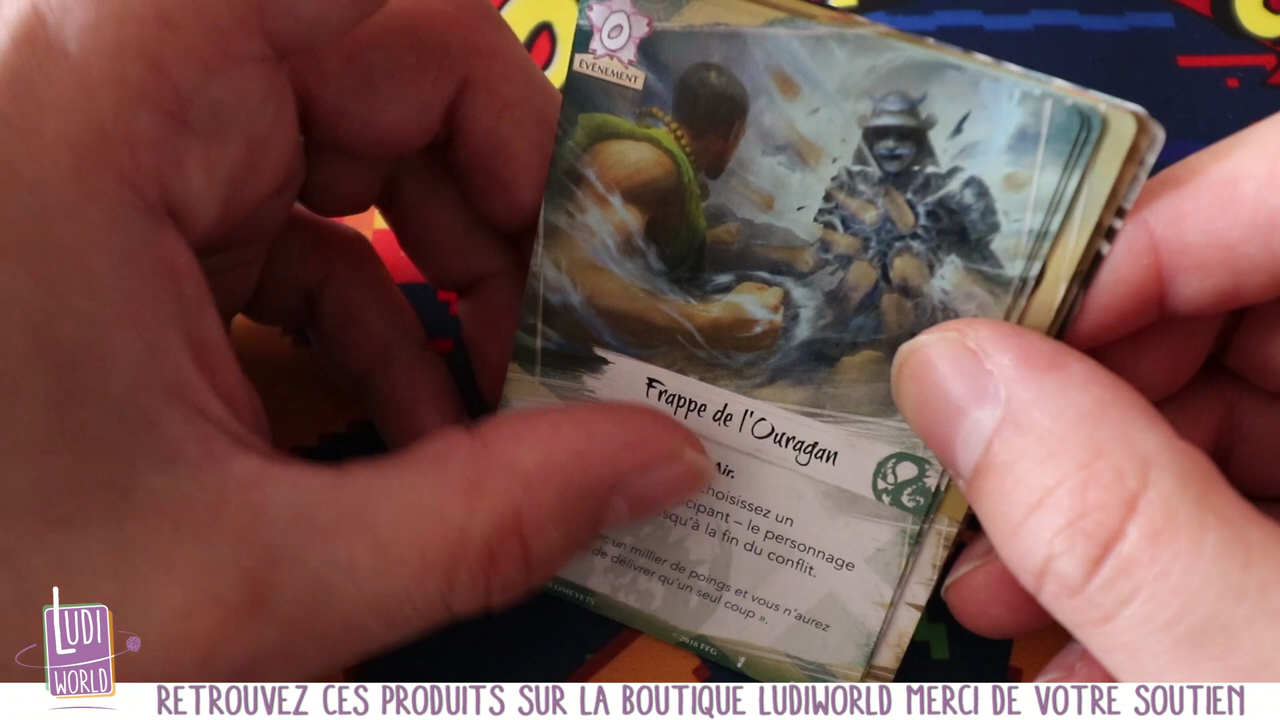 0
ÉVÉNEMENT
Frappe de l'Ouragan
Air.
choisissez un
cipant – le personnage
squ'à la fin du conflit.
un millier de poings et vous n'aurez
de délivrer qu'un seul coup ».
© 2018 FFG
LUDI
WORLD
RETROUVEZ CES PRODUITS SUR LA BOUTIQUE LUDIWORLD MERCI DE VOTRE SOUTIEN